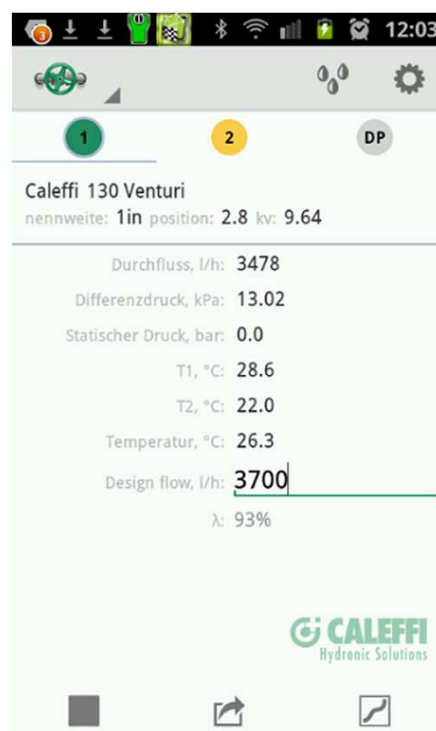 3
12:03
1
2
DP
Caleffi 130 Venturi
nennweite: 1in position: 2.8 kv: 9.64
Durchfluss, l/h: 3478
Differenzdruck, kPa: 13.02
Statischer Druck, bar: 0.0
T1, °C: 28.6
T2, °C: 22.0
Temperatur, °C: 26.3
Design flow, l/h: 3700
λ: 93%
CALEFFI
Hydronic Solutions